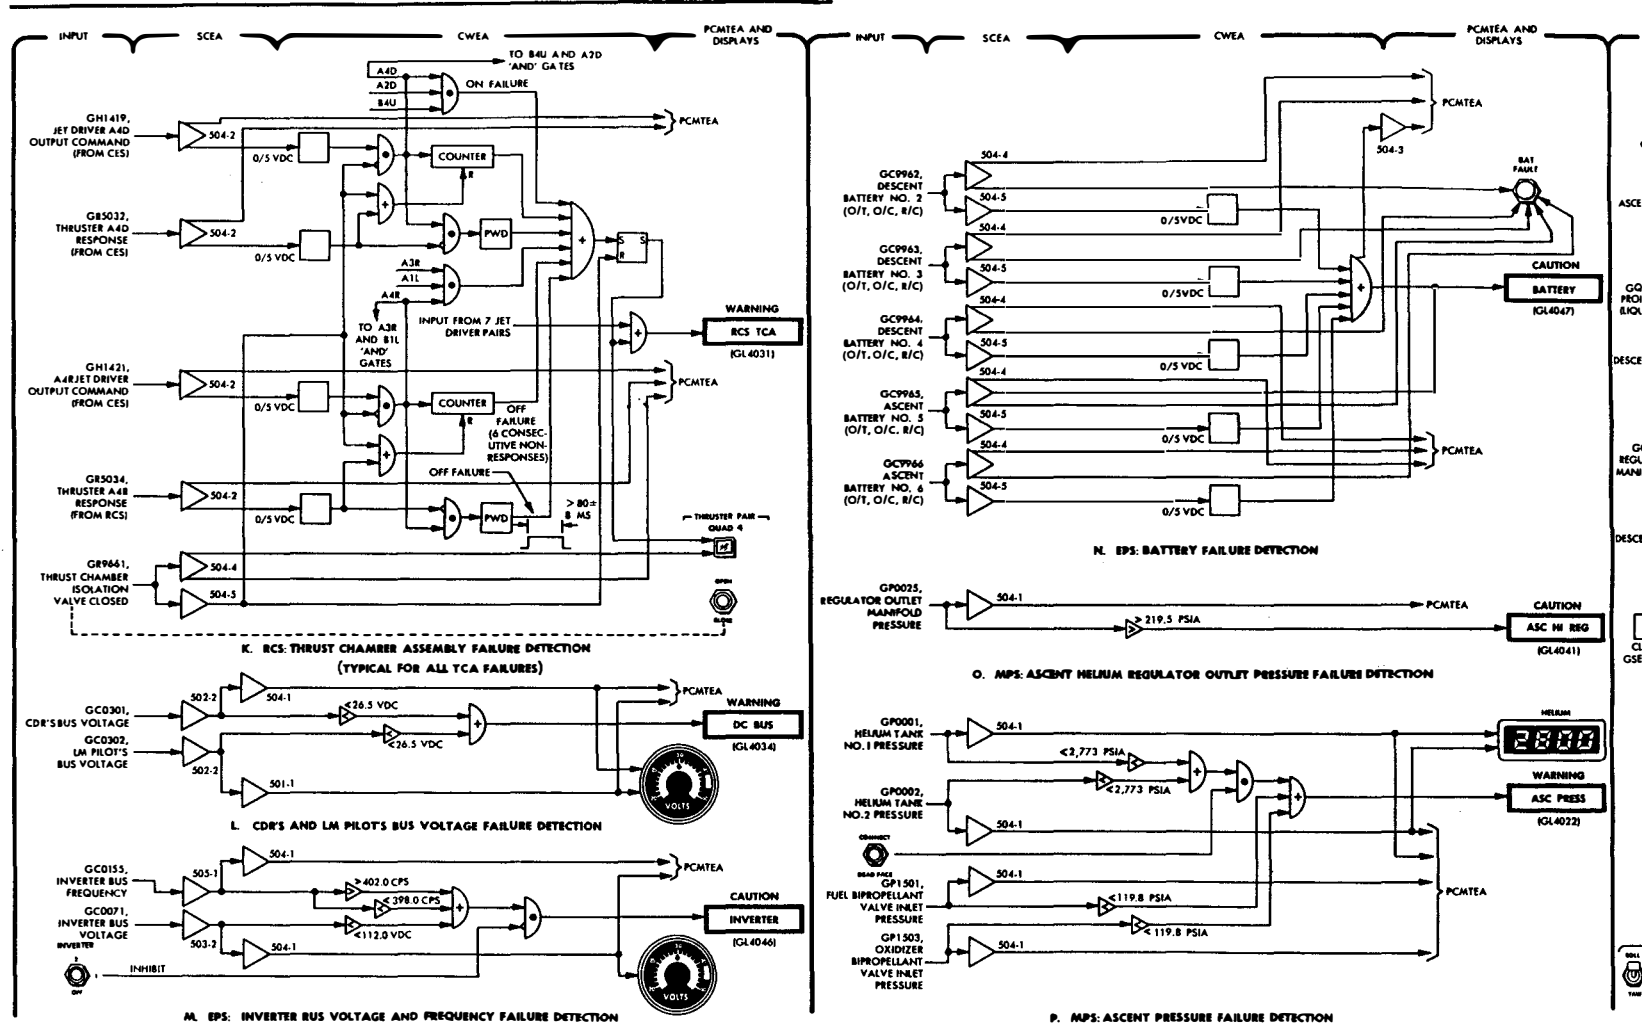 INPUT
SCEA
CWEA
PCMTEA AND
DISPLAYS
TO B4U AND A2D
'AND' GATES
A4D
A2D
B4U
ON FAILURE
GH1419,
JET DRIVER A4D
OUTPUT COMMAND
(FROM CES)
504-2
0/5 VDC
COUNTER
R
PCMTEA
GB5032,
THRUSTER A4D
RESPONSE
(FROM CES)
504-2
0/5 VDC
PWD
S S
R
A3R
A1L
A4R
TO A3R
AND B1L
'AND'
GATES
INPUT FROM 7 JET
DRIVER PAIRS
WARNING
RCS TCA
(GL4031)
GH1421,
A4RJET DRIVER
OUTPUT COMMAND
(FROM CES)
504-2
0/5 VDC
COUNTER
R
OFF
FAILURE
(6 CONSEC-
UTIVE NON-
RESPONSES)
PCMTEA
OFF FAILURE
GR5034,
THRUSTER A4R
RESPONSE
(FROM RCS)
504-2
0/5 VDC
PWD
> 80±
8 MS
THRUSTER PAIR
QUAD 4
GR9661,
THRUST CHAMBER
ISOLATION
VALVE CLOSED
504-4
504-5
OPEN
CLOSE
K. RCS: THRUST CHAMBER ASSEMBLY FAILURE DETECTION
(TYPICAL FOR ALL TCA FAILURES)
GC0301,
CDR'S BUS VOLTAGE
502-2
504-1
<26.5 VDC
GC0302,
LM PILOT'S
BUS VOLTAGE
502-2
<26.5 VDC
501-1
PCMTEA
WARNING
DC BUS
(GL4034)
VOLTS
L. CDR'S AND LM PILOT'S BUS VOLTAGE FAILURE DETECTION
GC0155,
INVERTER BUS
FREQUENCY
505-1
504-1
>402.0 CPS
<398.0 CPS
GC0071,
INVERTER BUS
VOLTAGE
503-2
<112.0 VDC
504-1
INVERTER
2
1
OFF
INHIBIT
PCMTEA
CAUTION
INVERTER
(GL4046)
VOLTS
M. EPS: INVERTER BUS VOLTAGE AND FREQUENCY FAILURE DETECTION
INPUT
SCEA
CWEA
PCMTEA AND
DISPLAYS
PCMTEA
504-3
BAT
FAULT
GC9962,
DESCENT
BATTERY NO. 2
(O/T, O/C, R/C)
504-4
504-5
0/5VDC
GC9963,
DESCENT
BATTERY NO. 3
(O/T, O/C, R/C)
504-4
504-5
0/5VDC
CAUTION
BATTERY
(GL4047)
GC9964,
DESCENT
BATTERY NO. 4
(O/T, O/C, R/C)
504-4
504-5
0/5 VDC
GC9965,
ASCENT
BATTERY NO. 5
(O/T, O/C, R/C)
504-4
504-5
0/5 VDC
GC9966
ASCENT
BATTERY NO. 6
(O/T, O/C, R/C)
504-4
504-5
0/5 VDC
PCMTEA
N. EPS: BATTERY FAILURE DETECTION
GP0025,
REGULATOR OUTLET
MANIFOLD
PRESSURE
504-1
> 219.5 PSIA
PCMTEA
CAUTION
ASC HI REG
(GL4041)
O. MPS: ASCENT HELIUM REGULATOR OUTLET PRESSURE FAILURE DETECTION
GP0001,
HELIUM TANK
NO. 1 PRESSURE
504-1
<2,773 PSIA
<2,773 PSIA
GP0002,
HELIUM TANK
NO.2 PRESSURE
504-1
HELIUM
WARNING
ASC PRESS
(GL4022)
CONNECT
DEAD FACE
GP1501,
FUEL BIPROPELLANT
VALVE INLET
PRESSURE
504-1
<119.8 PSIA
GP1503,
OXIDIZER
BIPROPELLANT
VALVE INLET
PRESSURE
504-1
< 119.8 PSIA
PCMTEA
P. MPS: ASCENT PRESSURE FAILURE DETECTION